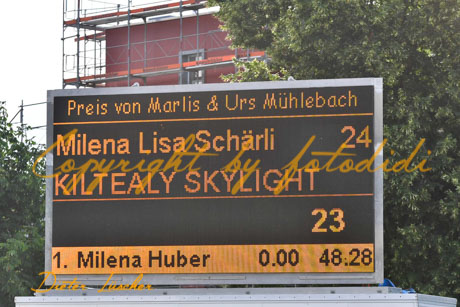 Preis von Marlis & Urs Mühlebach
Milena Lisa Schärli 24
Copyright by fotodidi
KILTEALY SKYLIGHT
23
1. Milena Huber 0.00 48.28